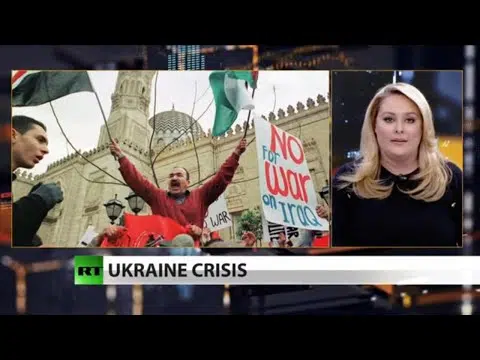 NO
FoR
waR
on IRAQ
WAR
RT UKRAINE CRISIS